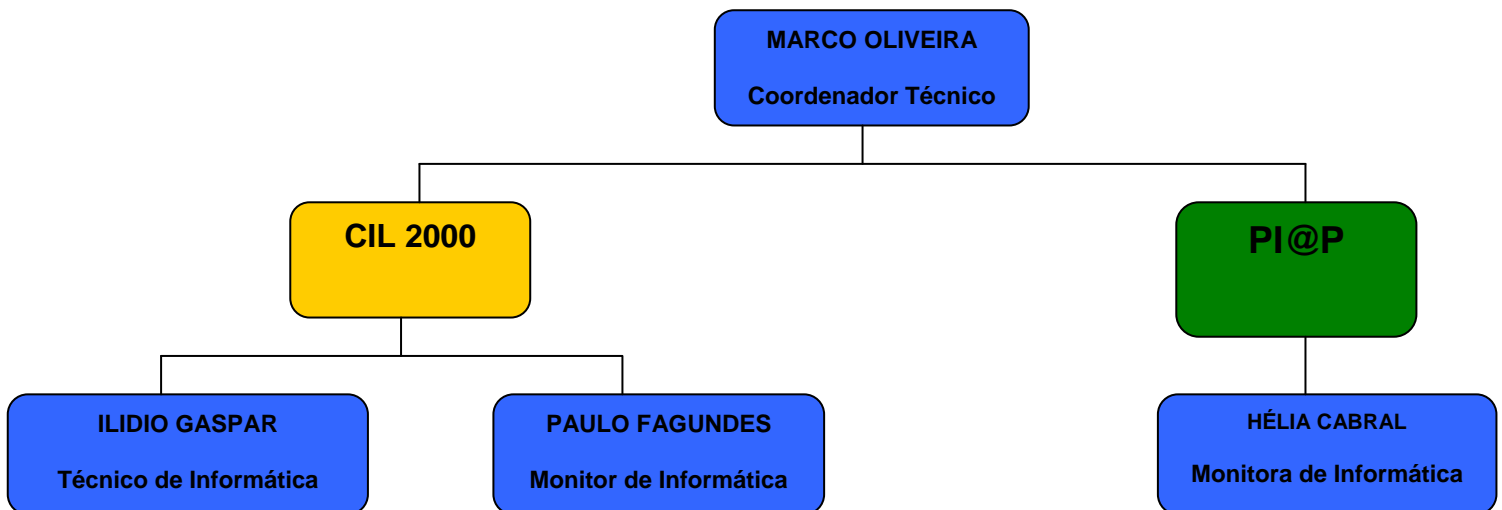 MARCO OLIVEIRA
Coordenador Técnico
CIL 2000
PI@P
ILIDIO GASPAR
Técnico de Informática
PAULO FAGUNDES
Monitor de Informática
HÉLIA CABRAL
Monitora de Informática